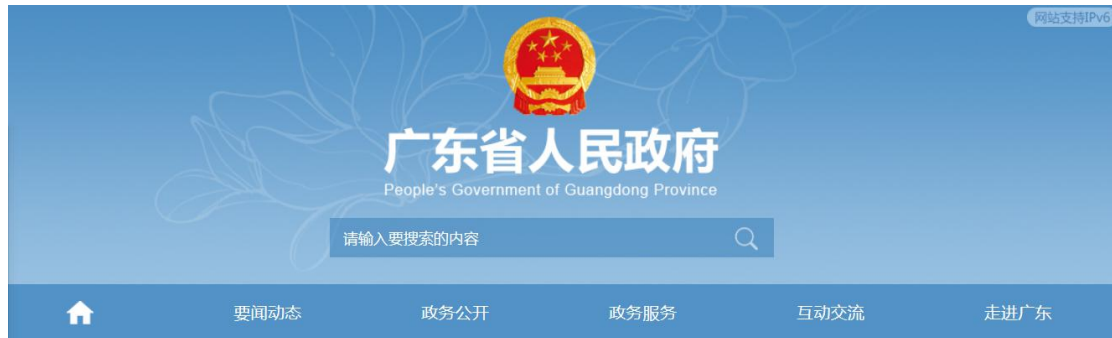 网站支持IPv6
广东省人民政府
People's Government of Guangdong Province
请输入要搜索的内容
要闻动态 政务公开 政务服务 互动交流 走进广东